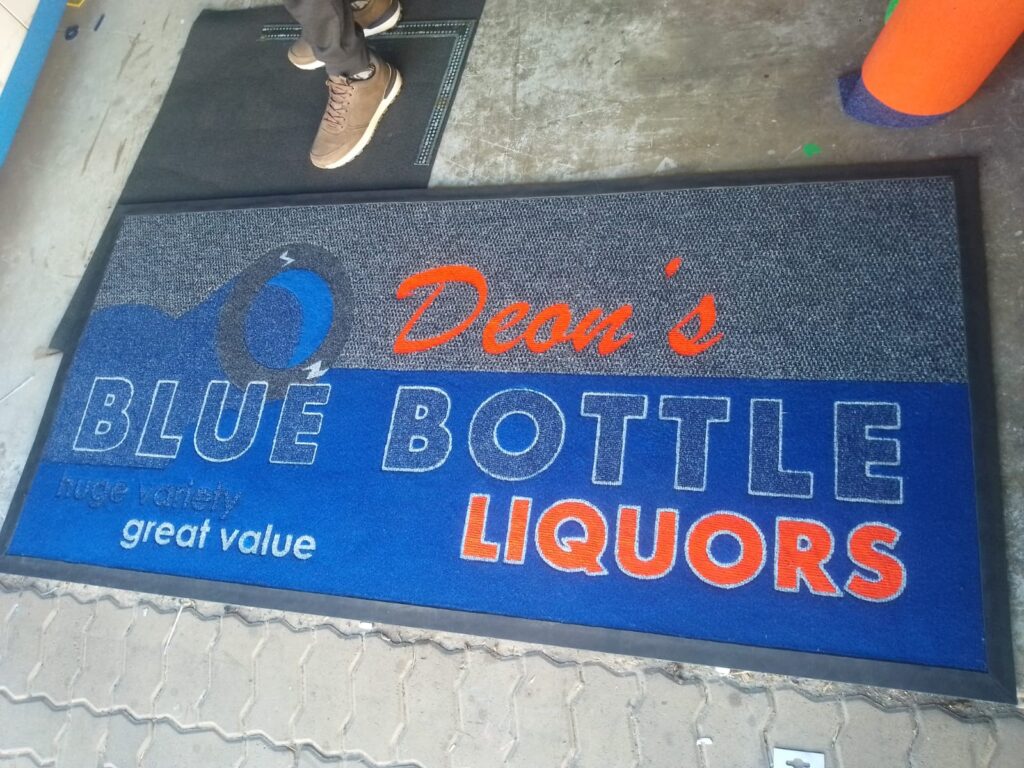 Deon's
BLUE BOTTLE
LIQUORS
huge variety
great value